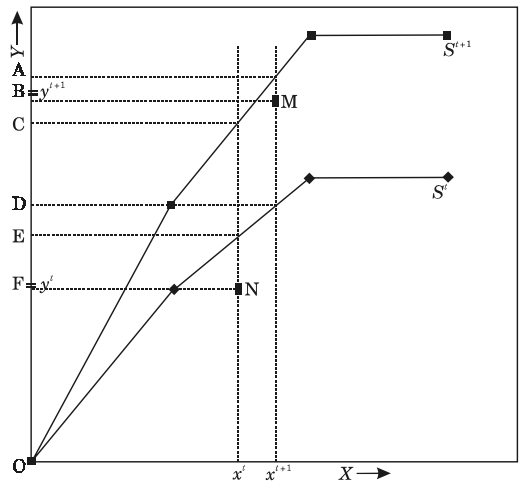 Y
S^{t+1}
A
B = y^{t+1}
M
C
D
S^t
E
F = y^t
N
O
x^t x^{t+1} X